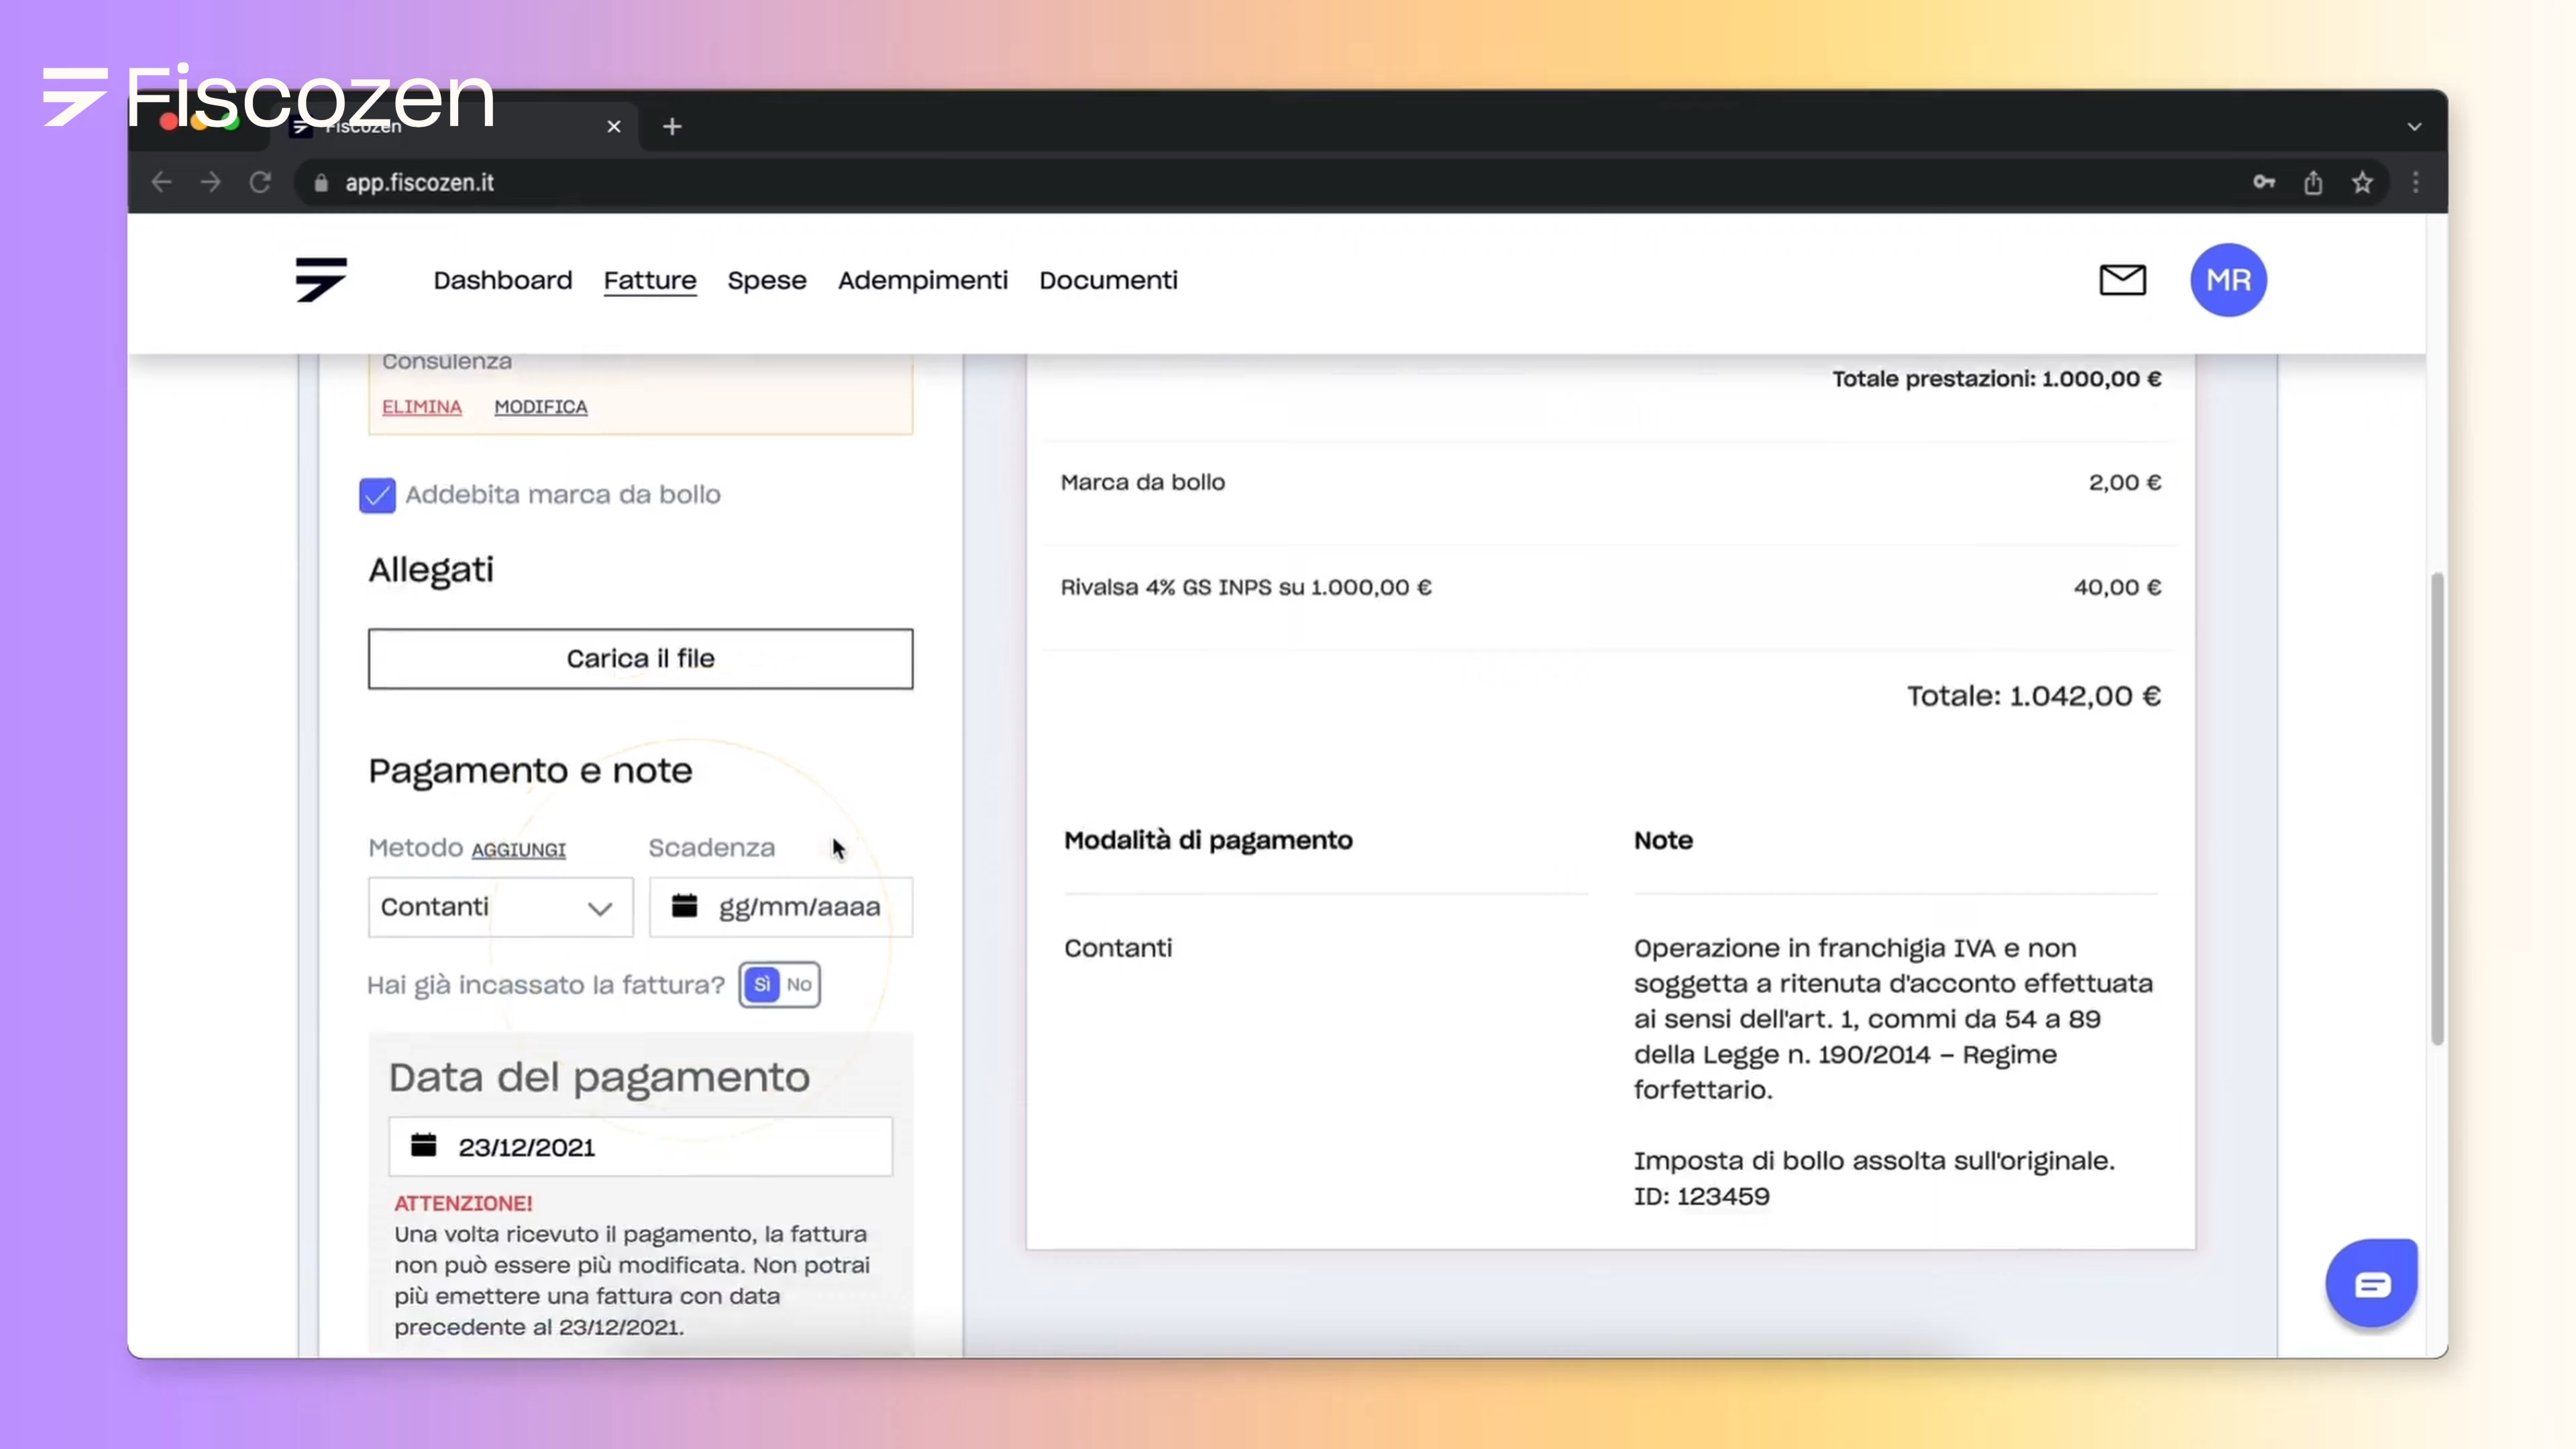 Fiscozen
Fiscozen
app.fiscozen.it
Dashboard Fatture Spese Adempimenti Documenti
MR
Consulenza
ELIMINA MODIFICA
Addebita marca da bollo
Allegati
Carica il file
Pagamento e note
Metodo AGGIUNGI Scadenza
Contanti gg/mm/aaaa
Hai già incassato la fattura? Sì No
Data del pagamento
23/12/2021
ATTENZIONE!
Una volta ricevuto il pagamento, la fattura
non può essere più modificata. Non potrai
più emettere una fattura con data
precedente al 23/12/2021.
Totale prestazioni: 1.000,00 €
Marca da bollo 2,00 €
Rivalsa 4% GS INPS su 1.000,00 € 40,00 €
Totale: 1.042,00 €
Modalità di pagamento
Contanti
Note
Operazione in franchigia IVA e non
soggetta a ritenuta d'acconto effettuata
ai sensi dell'art. 1, commi da 54 a 89
della Legge n. 190/2014 – Regime
forfettario.
Imposta di bollo assolta sull'originale.
ID: 123459